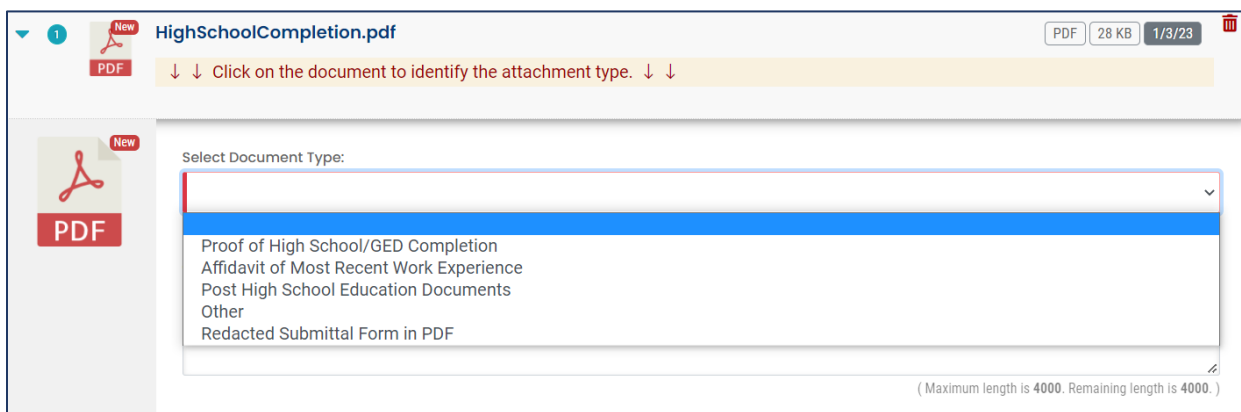 1
New
PDF
HighSchoolCompletion.pdf
PDF 28 KB 1/3/23
↓ ↓ Click on the document to identify the attachment type. ↓ ↓
New
PDF
Select Document Type:
Proof of High School/GED Completion
Affidavit of Most Recent Work Experience
Post High School Education Documents
Other
Redacted Submittal Form in PDF
( Maximum length is 4000. Remaining length is 4000. )